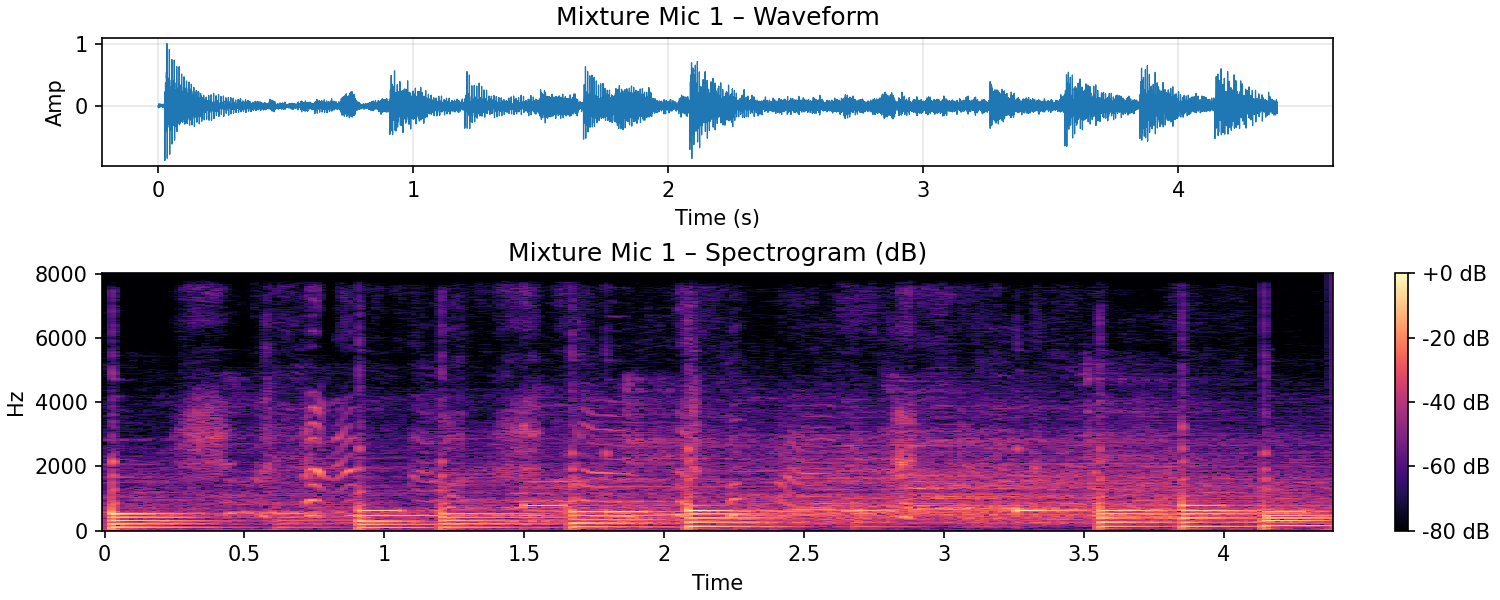 Mixture Mic 1 – Waveform
1
0
Amp
0 1 2 3 4
Time (s)
Mixture Mic 1 – Spectrogram (dB)
8000
6000
4000
2000
0
Hz
0 0.5 1 1.5 2 2.5 3 3.5 4
Time
+0 dB
-20 dB
-40 dB
-60 dB
-80 dB